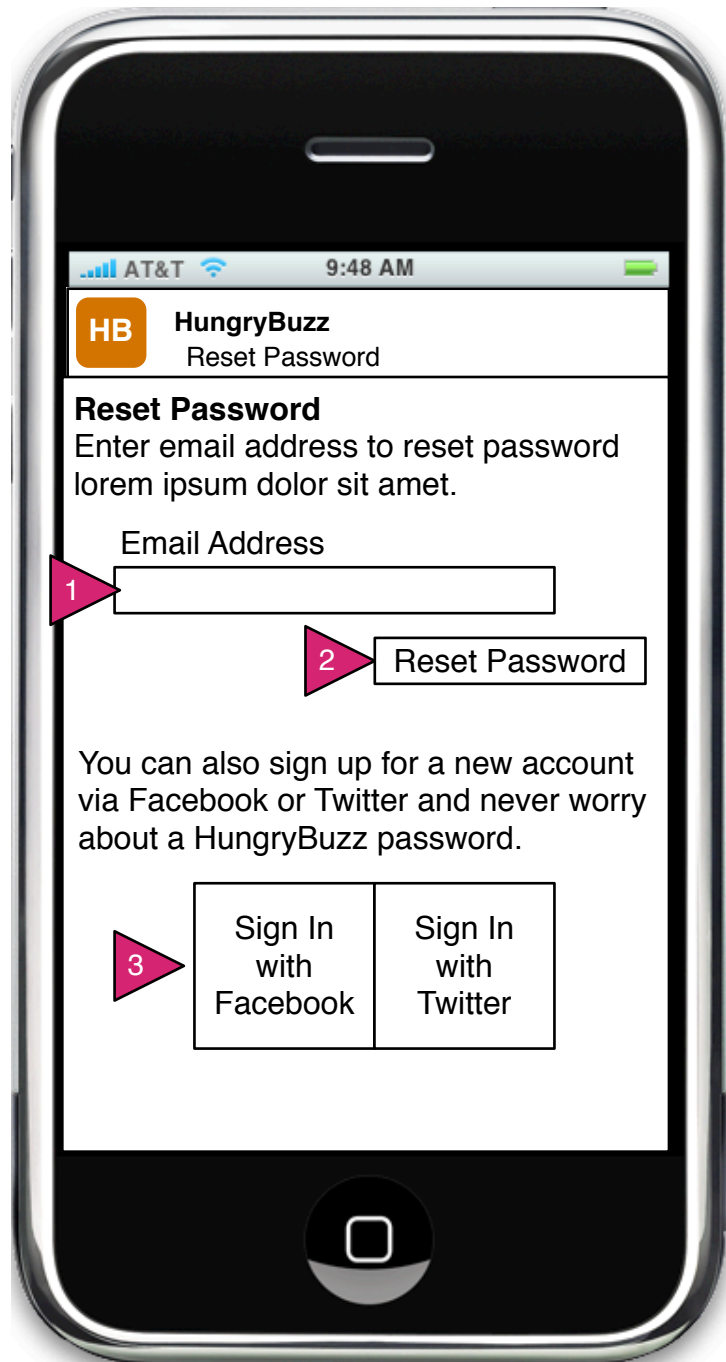 AT&T 9:48 AM
HB HungryBuzz
Reset Password
Reset Password
Enter email address to reset password
lorem ipsum dolor sit amet.
Email Address
1
2 Reset Password
You can also sign up for a new account
via Facebook or Twitter and never worry
about a HungryBuzz password.
3
Sign In
with
Facebook
Sign In
with
Twitter